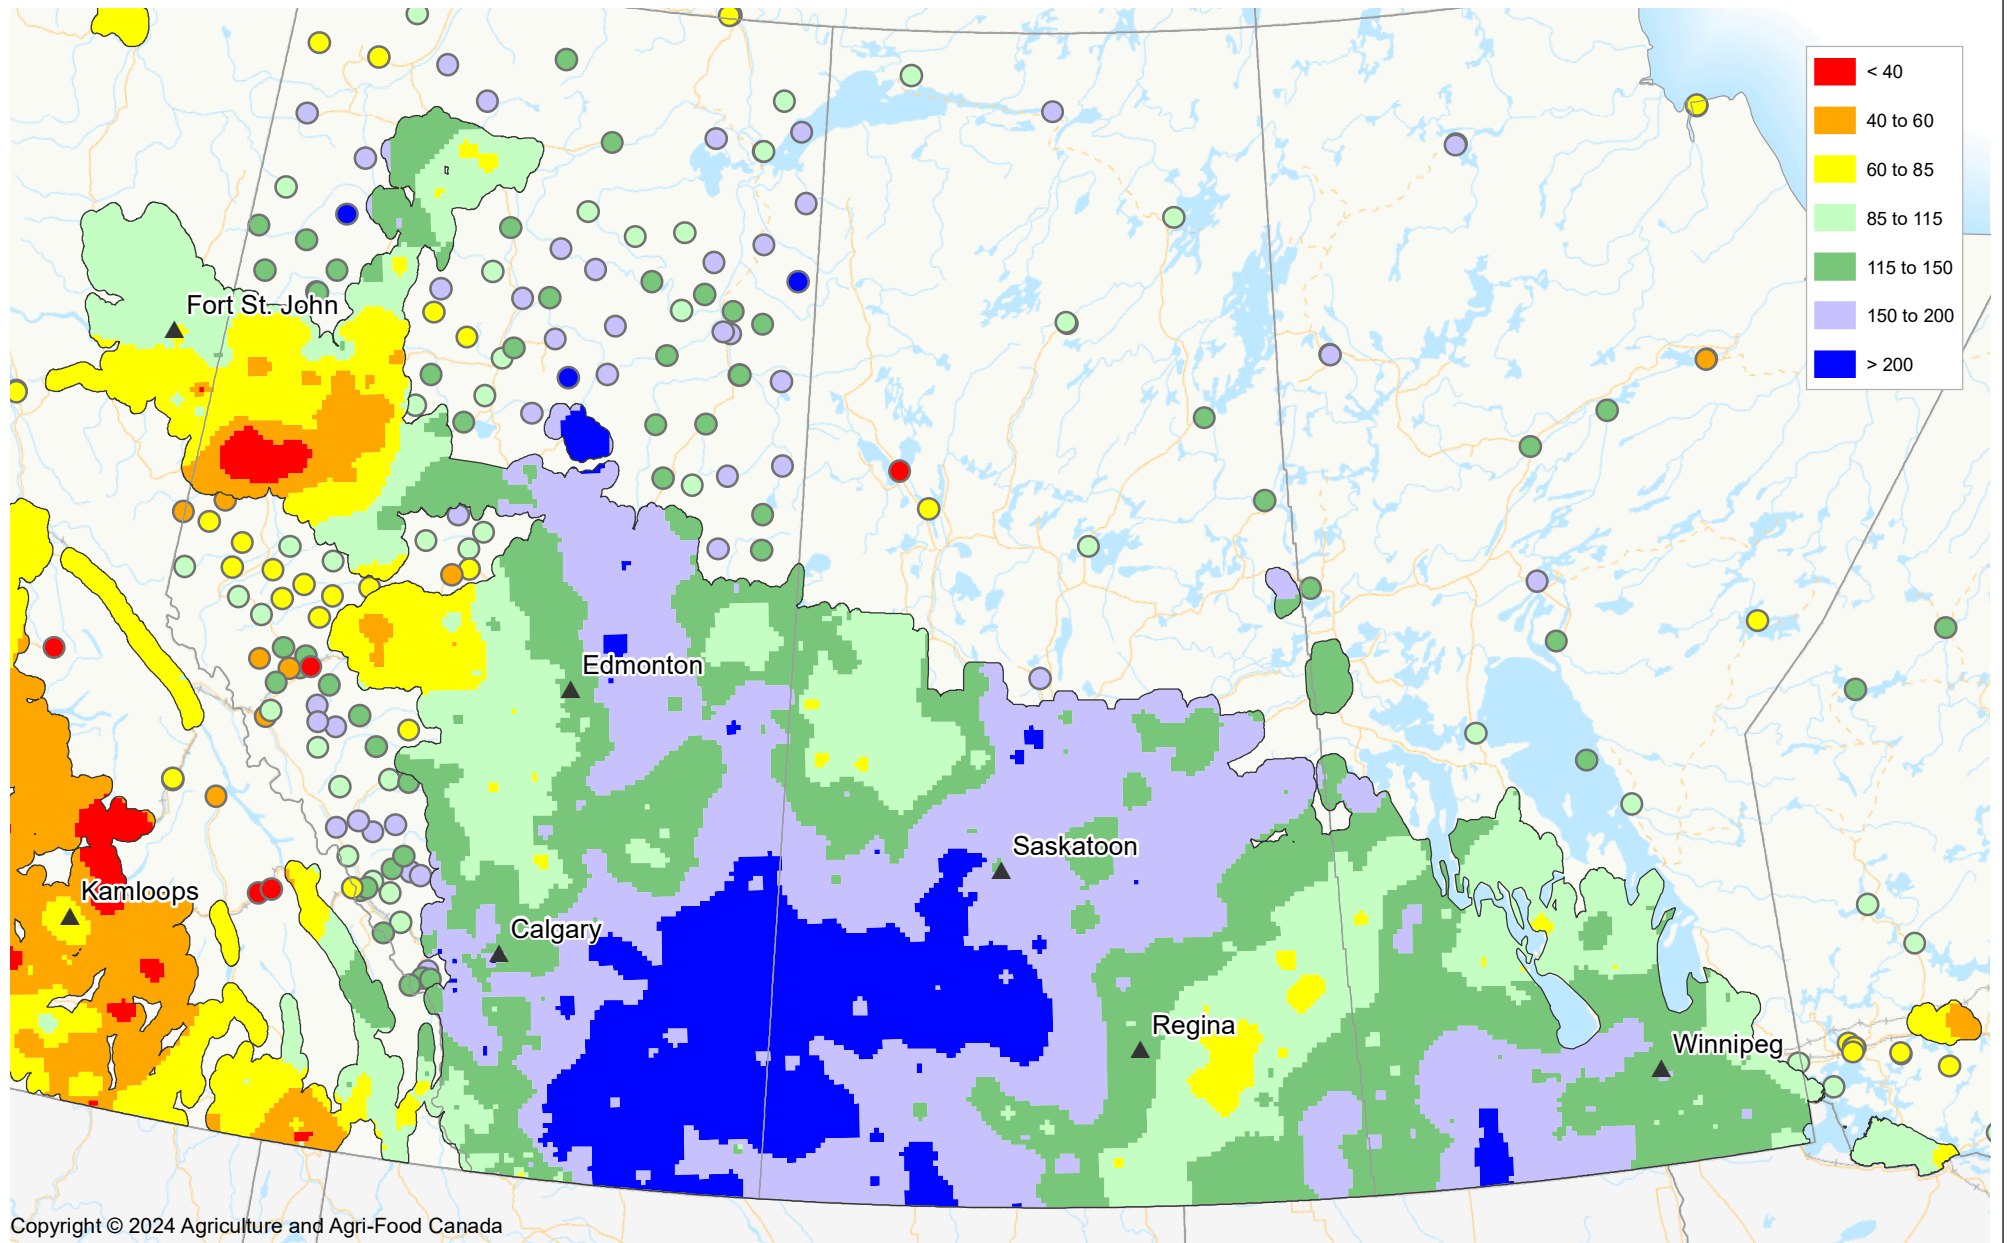 < 40
40 to 60
60 to 85
85 to 115
115 to 150
150 to 200
> 200
Fort St. John
Edmonton
Saskatoon
Kamloops
Calgary
Regina
Winnipeg
Copyright © 2024 Agriculture and Agri-Food Canada